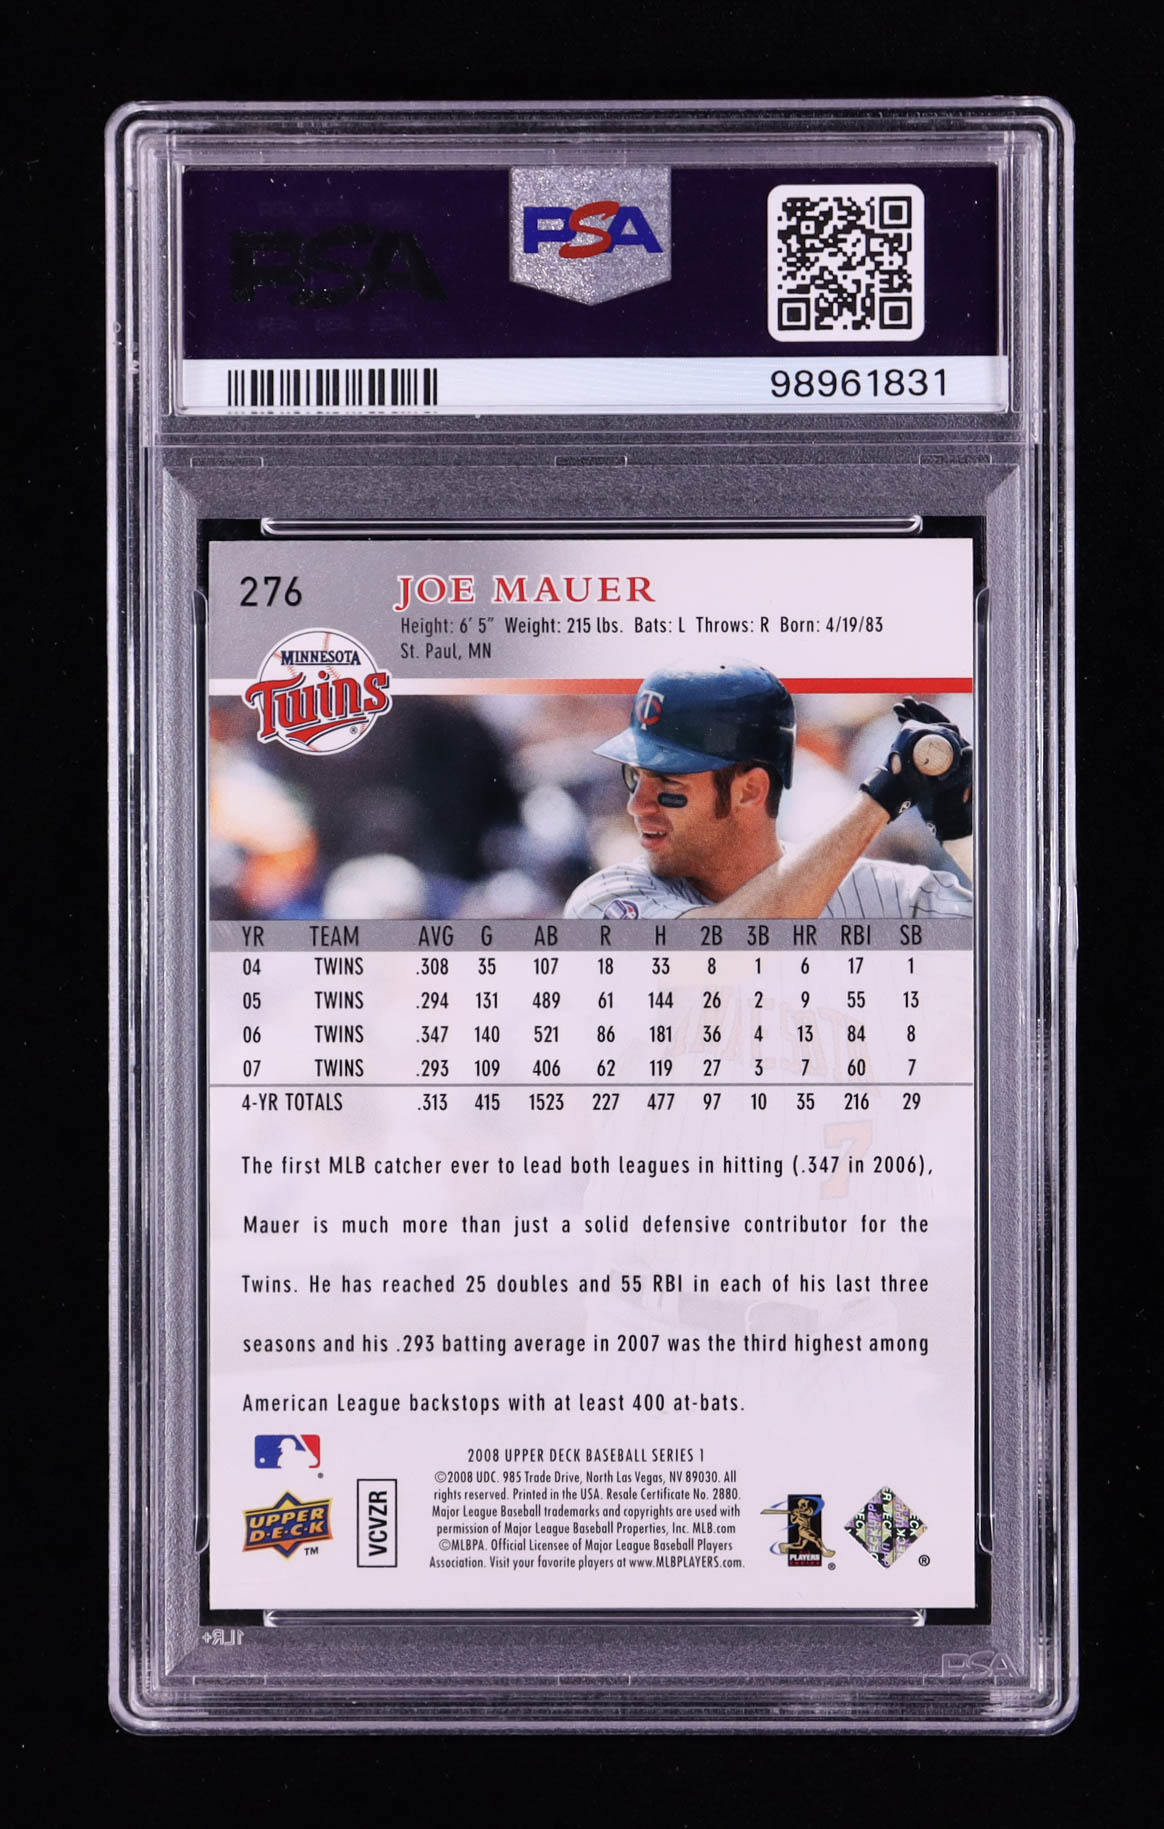 PSA
PSA
98961831
276
JOE MAUER
Height: 6' 5" Weight: 215 lbs. Bats: L Throws: R Born: 4/19/83
St. Paul, MN
MINNESOTA
Twins
®
YR TEAM AVG G AB R H 2B 3B HR RBI SB
04 TWINS .308 35 107 18 33 8 1 6 17 1
05 TWINS .294 131 489 61 144 26 2 9 55 13
06 TWINS .347 140 521 86 181 36 4 13 84 8
07 TWINS .293 109 406 62 119 27 3 7 60 7
4-YR TOTALS .313 415 1523 227 477 97 10 35 216 29
The first MLB catcher ever to lead both leagues in hitting (.347 in 2006),
Mauer is much more than just a solid defensive contributor for the
Twins. He has reached 25 doubles and 55 RBI in each of his last three
seasons and his .293 batting average in 2007 was the third highest among
American League backstops with at least 400 at-bats.
2008 UPPER DECK BASEBALL SERIES 1
©2008 UDC. 985 Trade Drive, North Las Vegas, NV 89030. All
rights reserved. Printed in the USA. Resale Certificate No. 2880.
Major League Baseball trademarks and copyrights are used with
permission of Major League Baseball Properties, Inc. MLB.com
©MLBPA. Official Licensee of Major League Baseball Players
Association. Visit your favorite players at www.MLBPLAYERS.com.
UPPER
D·E·C·K
TM
VCVZR
PLAYERS
CHOICE
®
®
1LR+
PSA